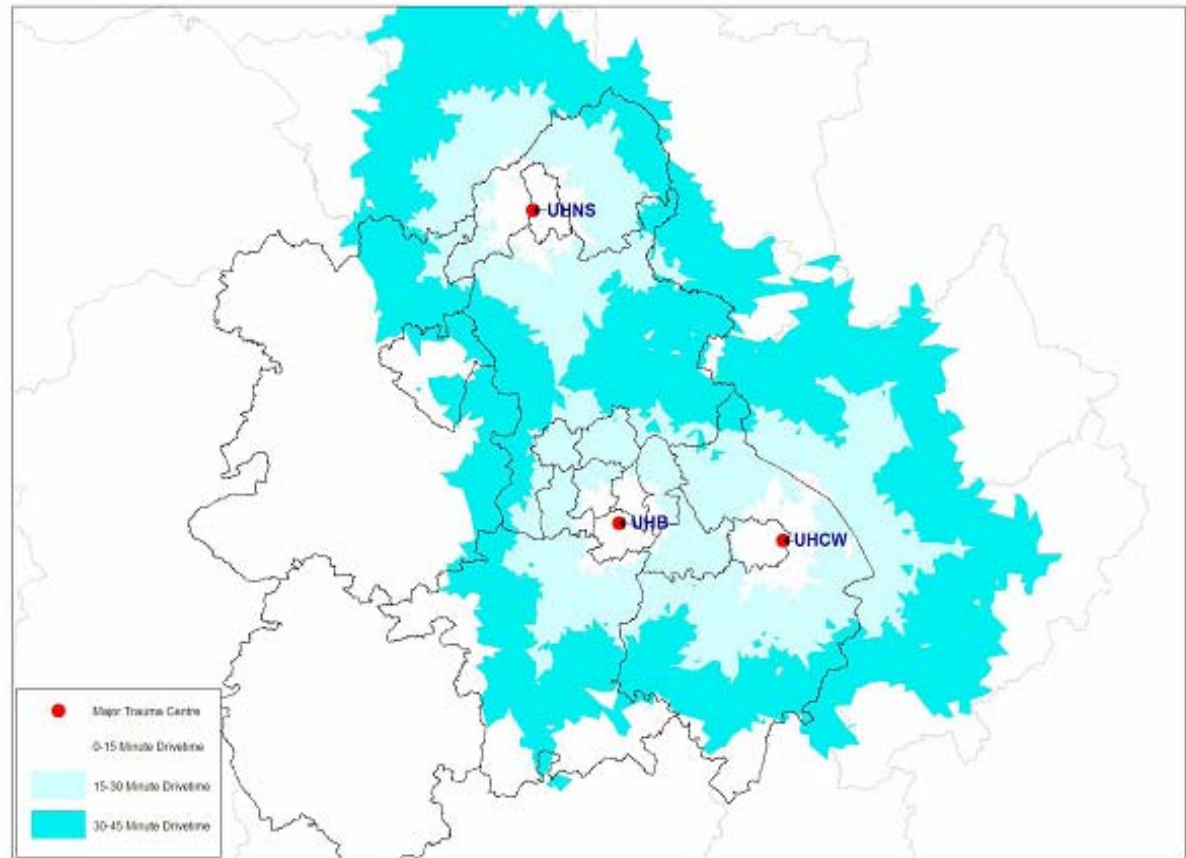 UHNS
UHB
UHCW
Major Trauma Centre
0-15 Minute Drivetime
15-30 Minute Drivetime
30-45 Minute Drivetime